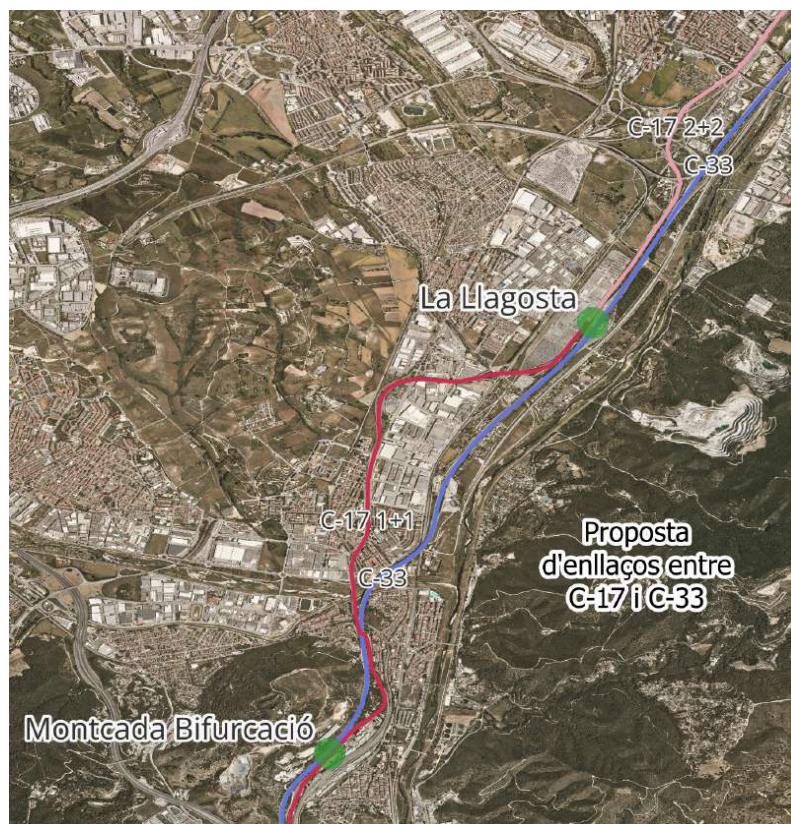 C-17 2+2
C-33
La Llagosta
C-17 1+1
Proposta
d'enllaços entre
C-17 i C-33
C-33
Montcada Bifurcació